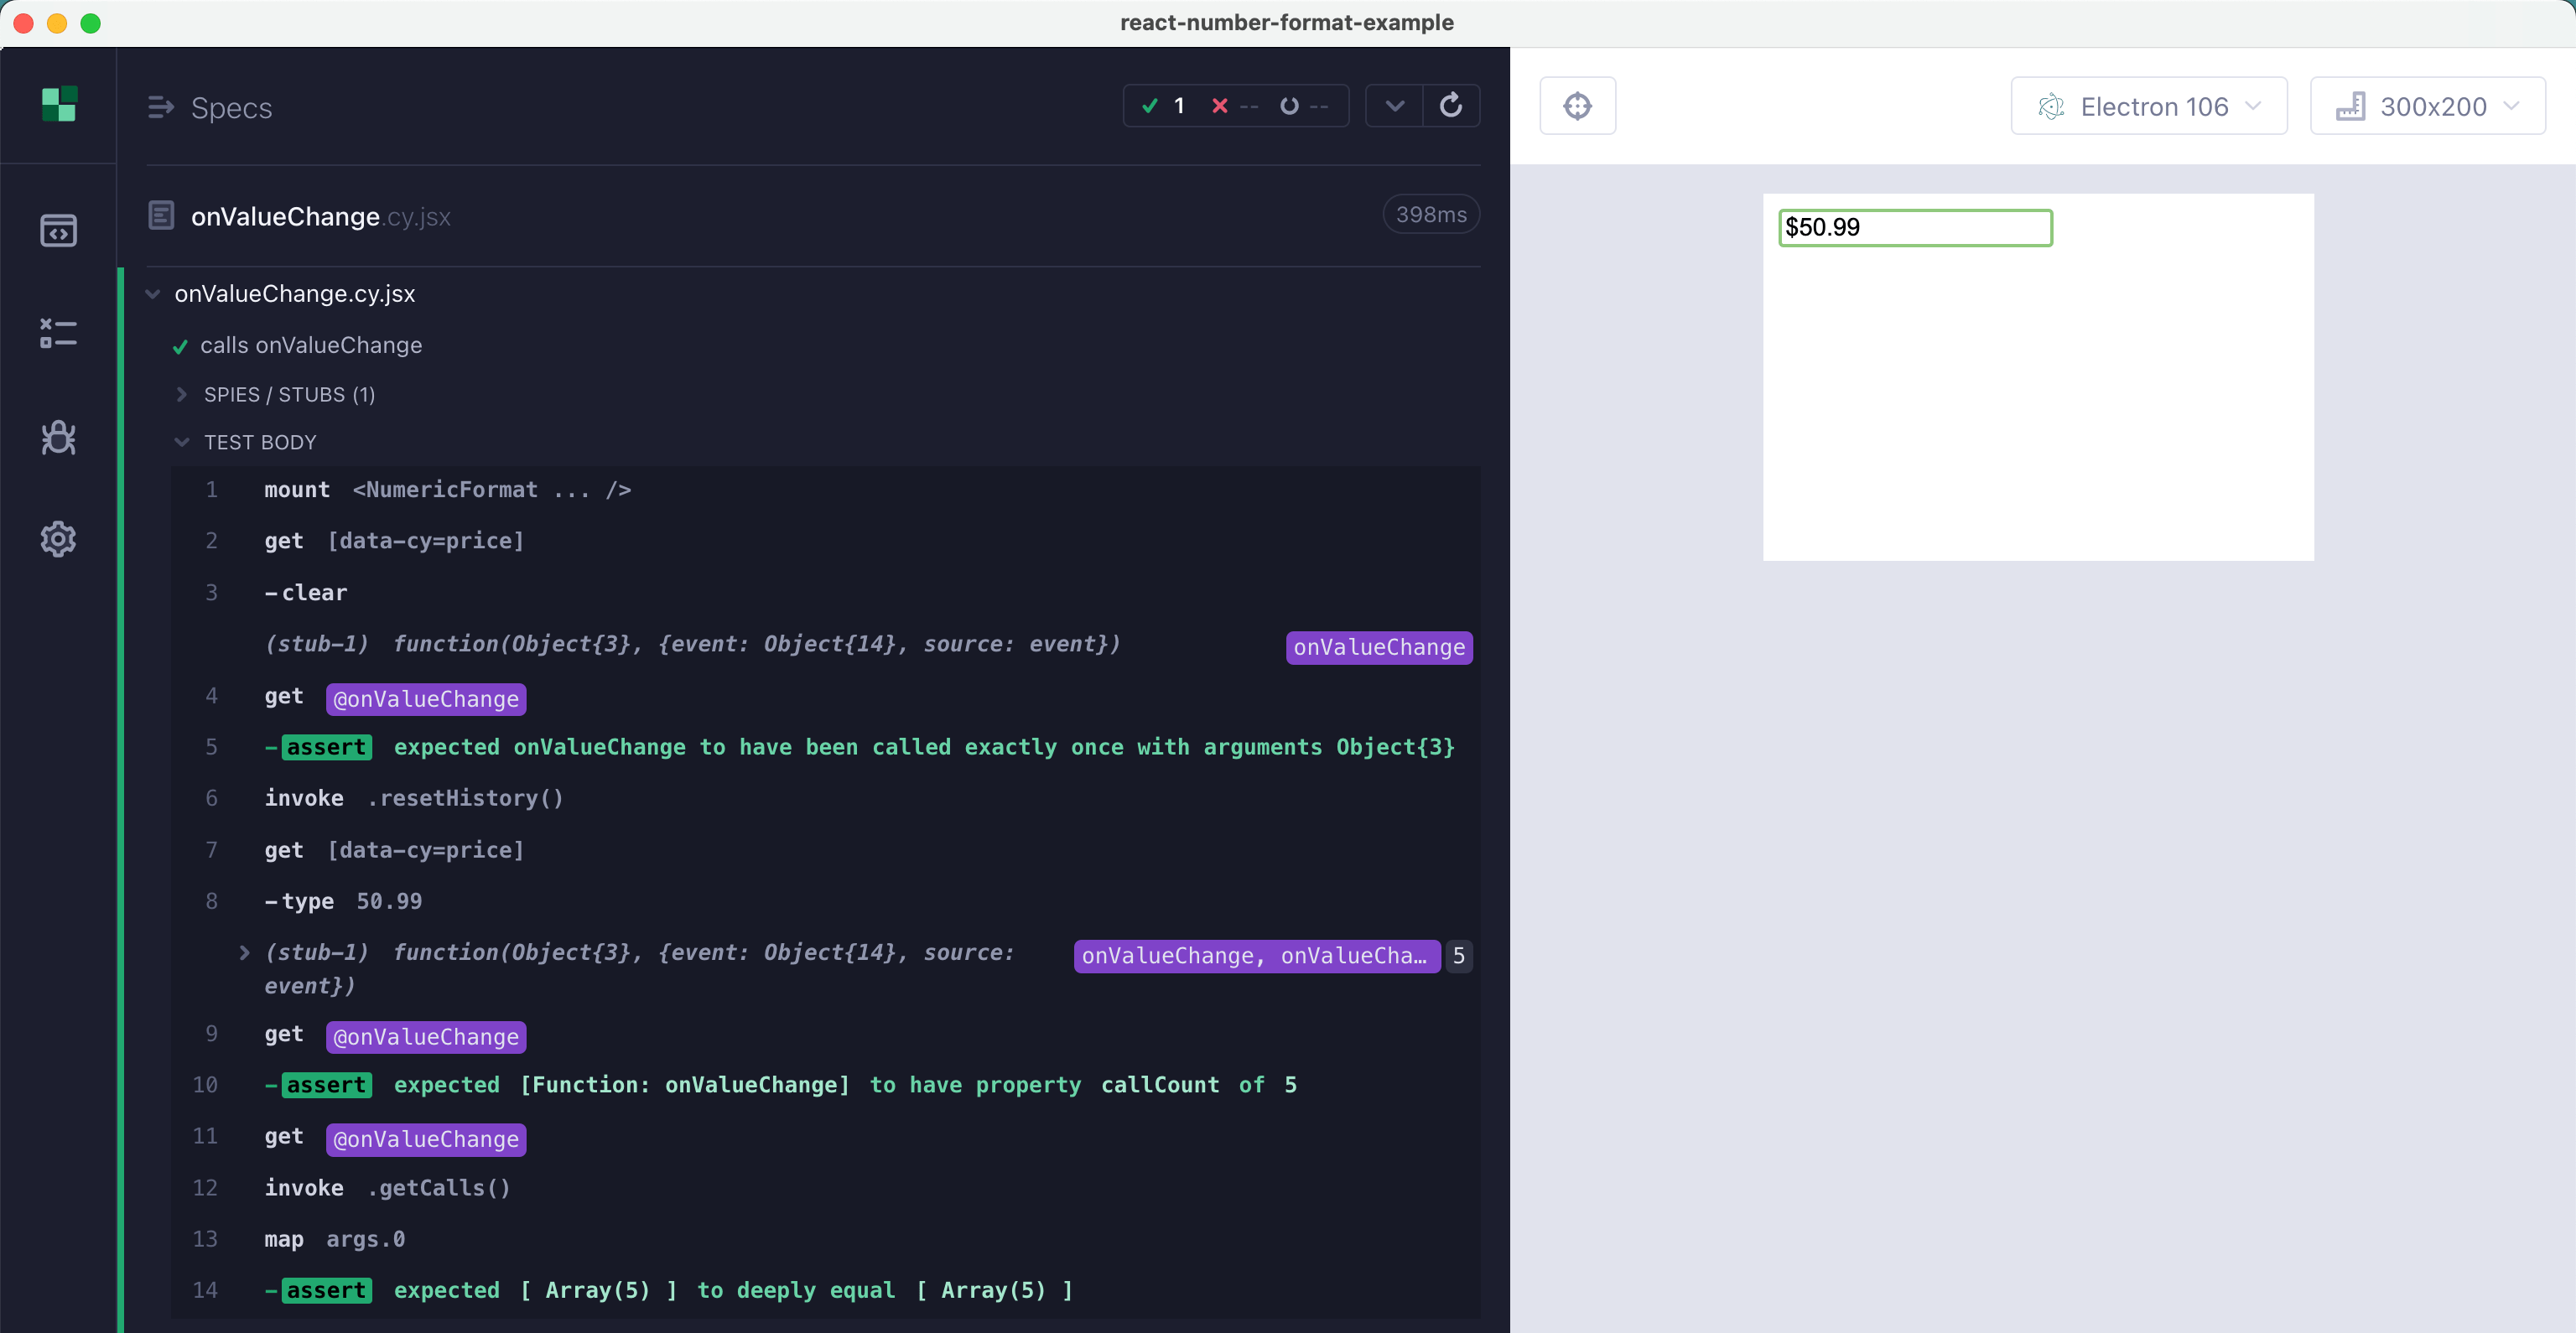 react-number-format-example
Specs
1 -- --
Electron 106
300x200
onValueChange.cy.jsx
398ms
$50.99
onValueChange.cy.jsx
calls onValueChange
SPIES / STUBS (1)
TEST BODY
1 mount <NumericFormat ... />
2 get [data-cy=price]
3 -clear
(stub-1) function(Object{3}, {event: Object{14}, source: event}) onValueChange
4 get @onValueChange
5 -assert expected onValueChange to have been called exactly once with arguments Object{3}
6 invoke .resetHistory()
7 get [data-cy=price]
8 -type 50.99
(stub-1) function(Object{3}, {event: Object{14}, source: onValueChange, onValueCha… 5
event})
9 get @onValueChange
10 -assert expected [Function: onValueChange] to have property callCount of 5
11 get @onValueChange
12 invoke .getCalls()
13 map args.0
14 -assert expected [ Array(5) ] to deeply equal [ Array(5) ]